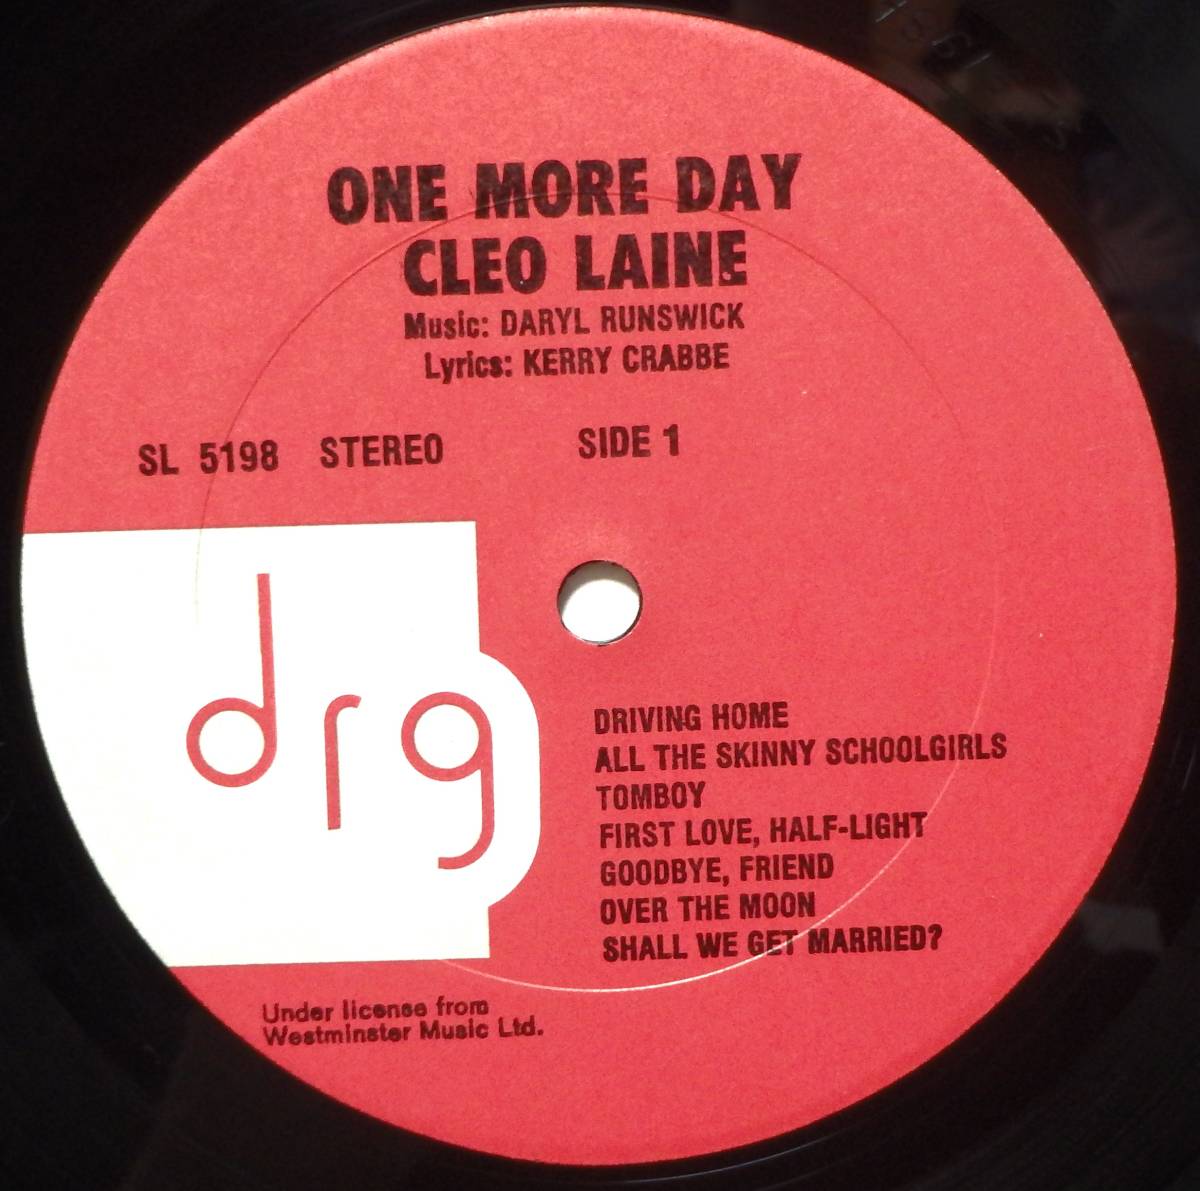 ONE MORE DAY
CLEO LAINE
Music: DARYL RUNSWICK
Lyrics: KERRY CRABBE
SL 5198 STEREO SIDE 1
drg
DRIVING HOME
ALL THE SKINNY SCHOOLGIRLS
TOMBOY
FIRST LOVE, HALF-LIGHT
GOODBYE, FRIEND
OVER THE MOON
SHALL WE GET MARRIED?
Under license from
Westminster Music Ltd.